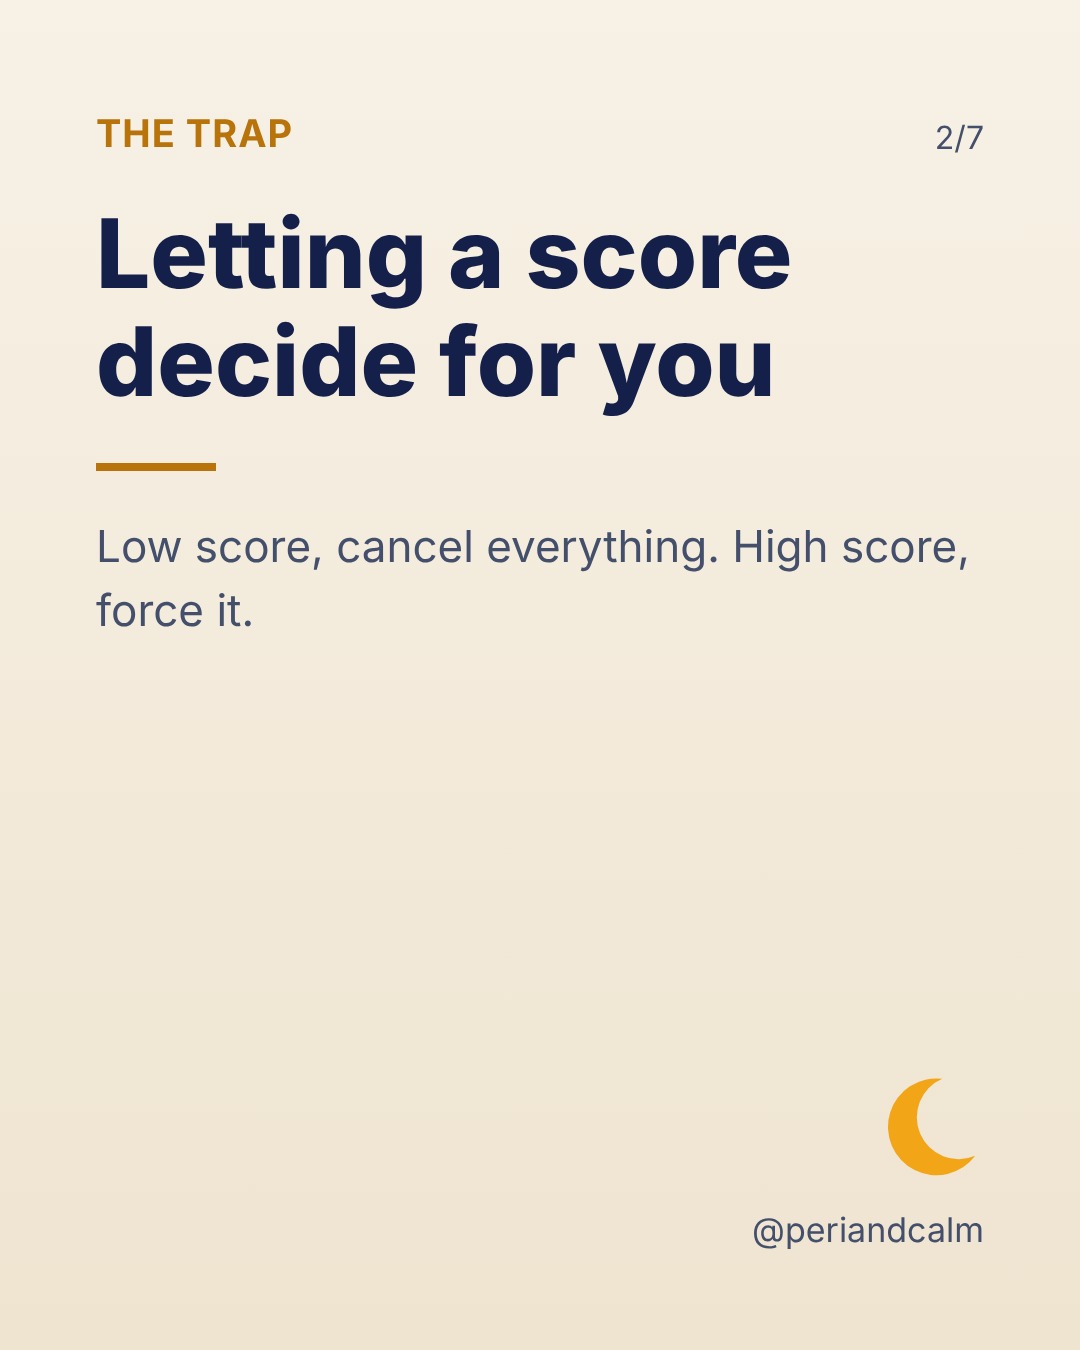 THE TRAP
2/7
Letting a score
decide for you
Low score, cancel everything. High score,
force it.
@periandcalm